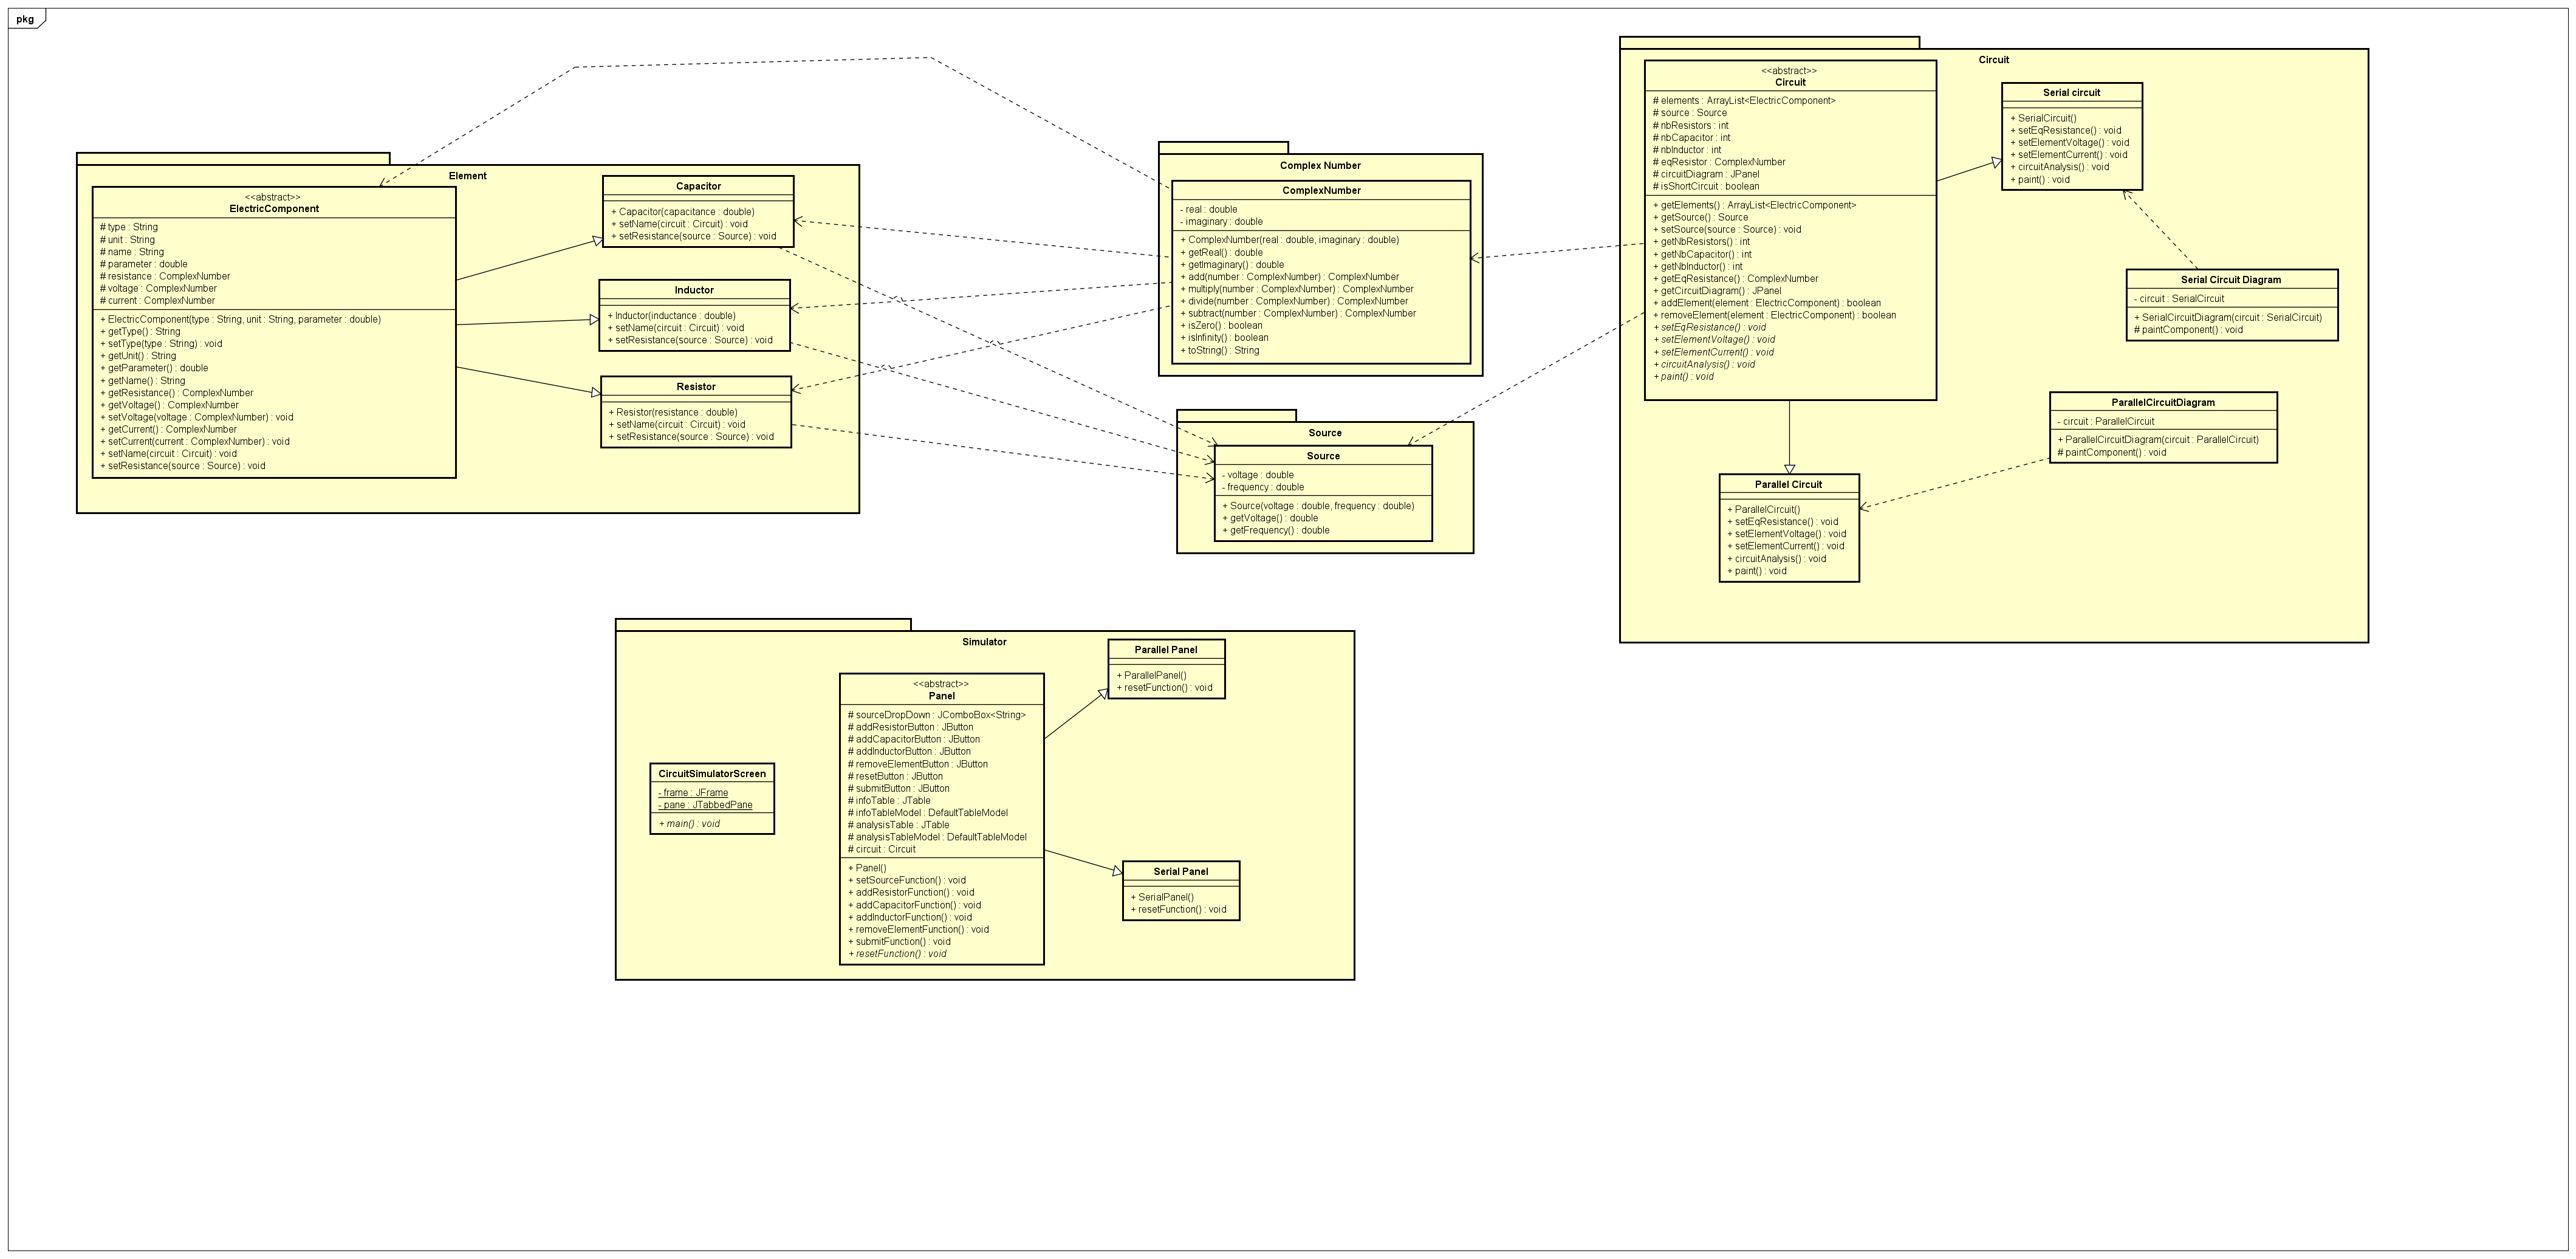 pkg
Element
<<abstract>>
ElectricComponent
# type : String
# unit : String
# name : String
# parameter : double
# resistance : ComplexNumber
# voltage : ComplexNumber
# current : ComplexNumber
+ ElectricComponent(type : String, unit : String, parameter : double)
+ getType() : String
+ setType(type : String) : void
+ getUnit() : String
+ getParameter() : double
+ getName() : String
+ getResistance() : ComplexNumber
+ getVoltage() : ComplexNumber
+ setVoltage(voltage : ComplexNumber) : void
+ getCurrent() : ComplexNumber
+ setCurrent(current : ComplexNumber) : void
+ setName(circuit : Circuit) : void
+ setResistance(source : Source) : void
Capacitor
+ Capacitor(capacitance : double)
+ setName(circuit : Circuit) : void
+ setResistance(source : Source) : void
Inductor
+ Inductor(inductance : double)
+ setName(circuit : Circuit) : void
+ setResistance(source : Source) : void
Resistor
+ Resistor(resistance : double)
+ setName(circuit : Circuit) : void
+ setResistance(source : Source) : void
Complex Number
ComplexNumber
- real : double
- imaginary : double
+ ComplexNumber(real : double, imaginary : double)
+ getReal() : double
+ getImaginary() : double
+ add(number : ComplexNumber) : ComplexNumber
+ multiply(number : ComplexNumber) : ComplexNumber
+ divide(number : ComplexNumber) : ComplexNumber
+ subtract(number : ComplexNumber) : ComplexNumber
+ isZero() : boolean
+ isInfinity() : boolean
+ toString() : String
Source
Source
- voltage : double
- frequency : double
+ Source(voltage : double, frequency : double)
+ getVoltage() : double
+ getFrequency() : double
Circuit
<<abstract>>
Circuit
# elements : ArrayList<ElectricComponent>
# source : Source
# nbResistors : int
# nbCapacitor : int
# nbInductor : int
# eqResistor : ComplexNumber
# circuitDiagram : JPanel
# isShortCircuit : boolean
+ getElements() : ArrayList<ElectricComponent>
+ getSource() : Source
+ setSource(source : Source) : void
+ getNbResistors() : int
+ getNbCapacitor() : int
+ getNbInductor() : int
+ getEqResistance() : ComplexNumber
+ getCircuitDiagram() : JPanel
+ addElement(element : ElectricComponent) : boolean
+ removeElement(element : ElectricComponent) : boolean
+ setEqResistance() : void
+ setElementVoltage() : void
+ setElementCurrent() : void
+ circuitAnalysis() : void
+ paint() : void
Serial circuit
+ SerialCircuit()
+ setEqResistance() : void
+ setElementVoltage() : void
+ setElementCurrent() : void
+ circuitAnalysis() : void
+ paint() : void
Serial Circuit Diagram
- circuit : SerialCircuit
+ SerialCircuitDiagram(circuit : SerialCircuit)
# paintComponent() : void
ParallelCircuitDiagram
- circuit : ParallelCircuit
+ ParallelCircuitDiagram(circuit : ParallelCircuit)
# paintComponent() : void
Parallel Circuit
+ ParallelCircuit()
+ setEqResistance() : void
+ setElementVoltage() : void
+ setElementCurrent() : void
+ circuitAnalysis() : void
+ paint() : void
Simulator
CircuitSimulatorScreen
- frame : JFrame
- pane : JTabbedPane
+ main() : void
<<abstract>>
Panel
# sourceDropDown : JComboBox<String>
# addResistorButton : JButton
# addCapacitorButton : JButton
# addInductorButton : JButton
# removeElementButton : JButton
# resetButton : JButton
# submitButton : JButton
# infoTable : JTable
# infoTableModel : DefaultTableModel
# analysisTable : JTable
# analysisTableModel : DefaultTableModel
# circuit : Circuit
+ Panel()
+ setSourceFunction() : void
+ addResistorFunction() : void
+ addCapacitorFunction() : void
+ addInductorFunction() : void
+ removeElementFunction() : void
+ submitFunction() : void
+ resetFunction() : void
Parallel Panel
+ ParallelPanel()
+ resetFunction() : void
Serial Panel
+ SerialPanel()
+ resetFunction() : void